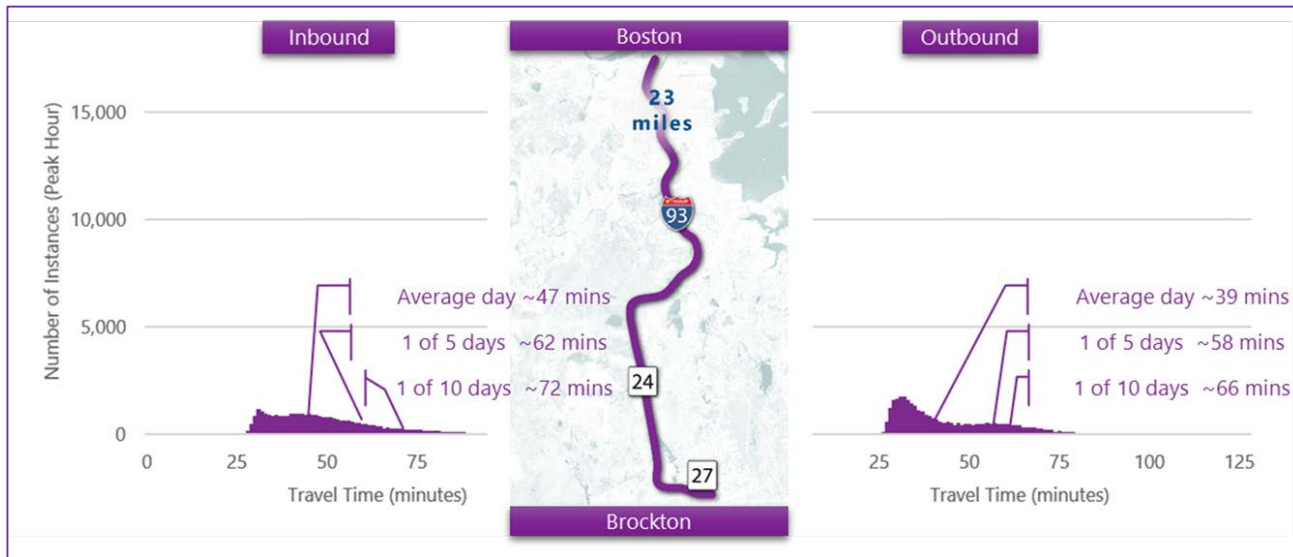 Inbound
Boston
Outbound
Number of Instances (Peak Hour)
15,000
10,000
5,000
0
Average day ~47 mins
1 of 5 days ~62 mins
1 of 10 days ~72 mins
0 25 50 75
Travel Time (minutes)
23
miles
93
24
27
Brockton
Average day ~39 mins
1 of 5 days ~58 mins
1 of 10 days ~66 mins
25 50 75 100 125
Travel Time (minutes)